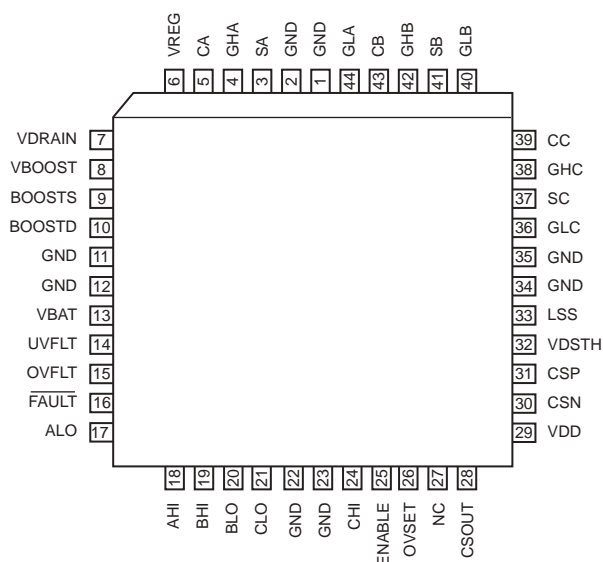 VREG CA GHA SA GND GND GLA CB GHB SB GLB
6 5 4 3 2 1 44 43 42 41 40
VDRAIN 7 39 CC
VBOOST 8 38 GHC
BOOSTS 9 37 SC
BOOSTD 10 36 GLC
GND 11 35 GND
GND 12 34 GND
VBAT 13 33 LSS
UVFLT 14 32 VDSTH
OVFLT 15 31 CSP
FAULT 16 30 CSN
ALO 17 29 VDD
18 19 20 21 22 23 24 25 26 27 28
AHI BHI BLO CLO GND GND CHI ENABLE OVSET NC CSOUT